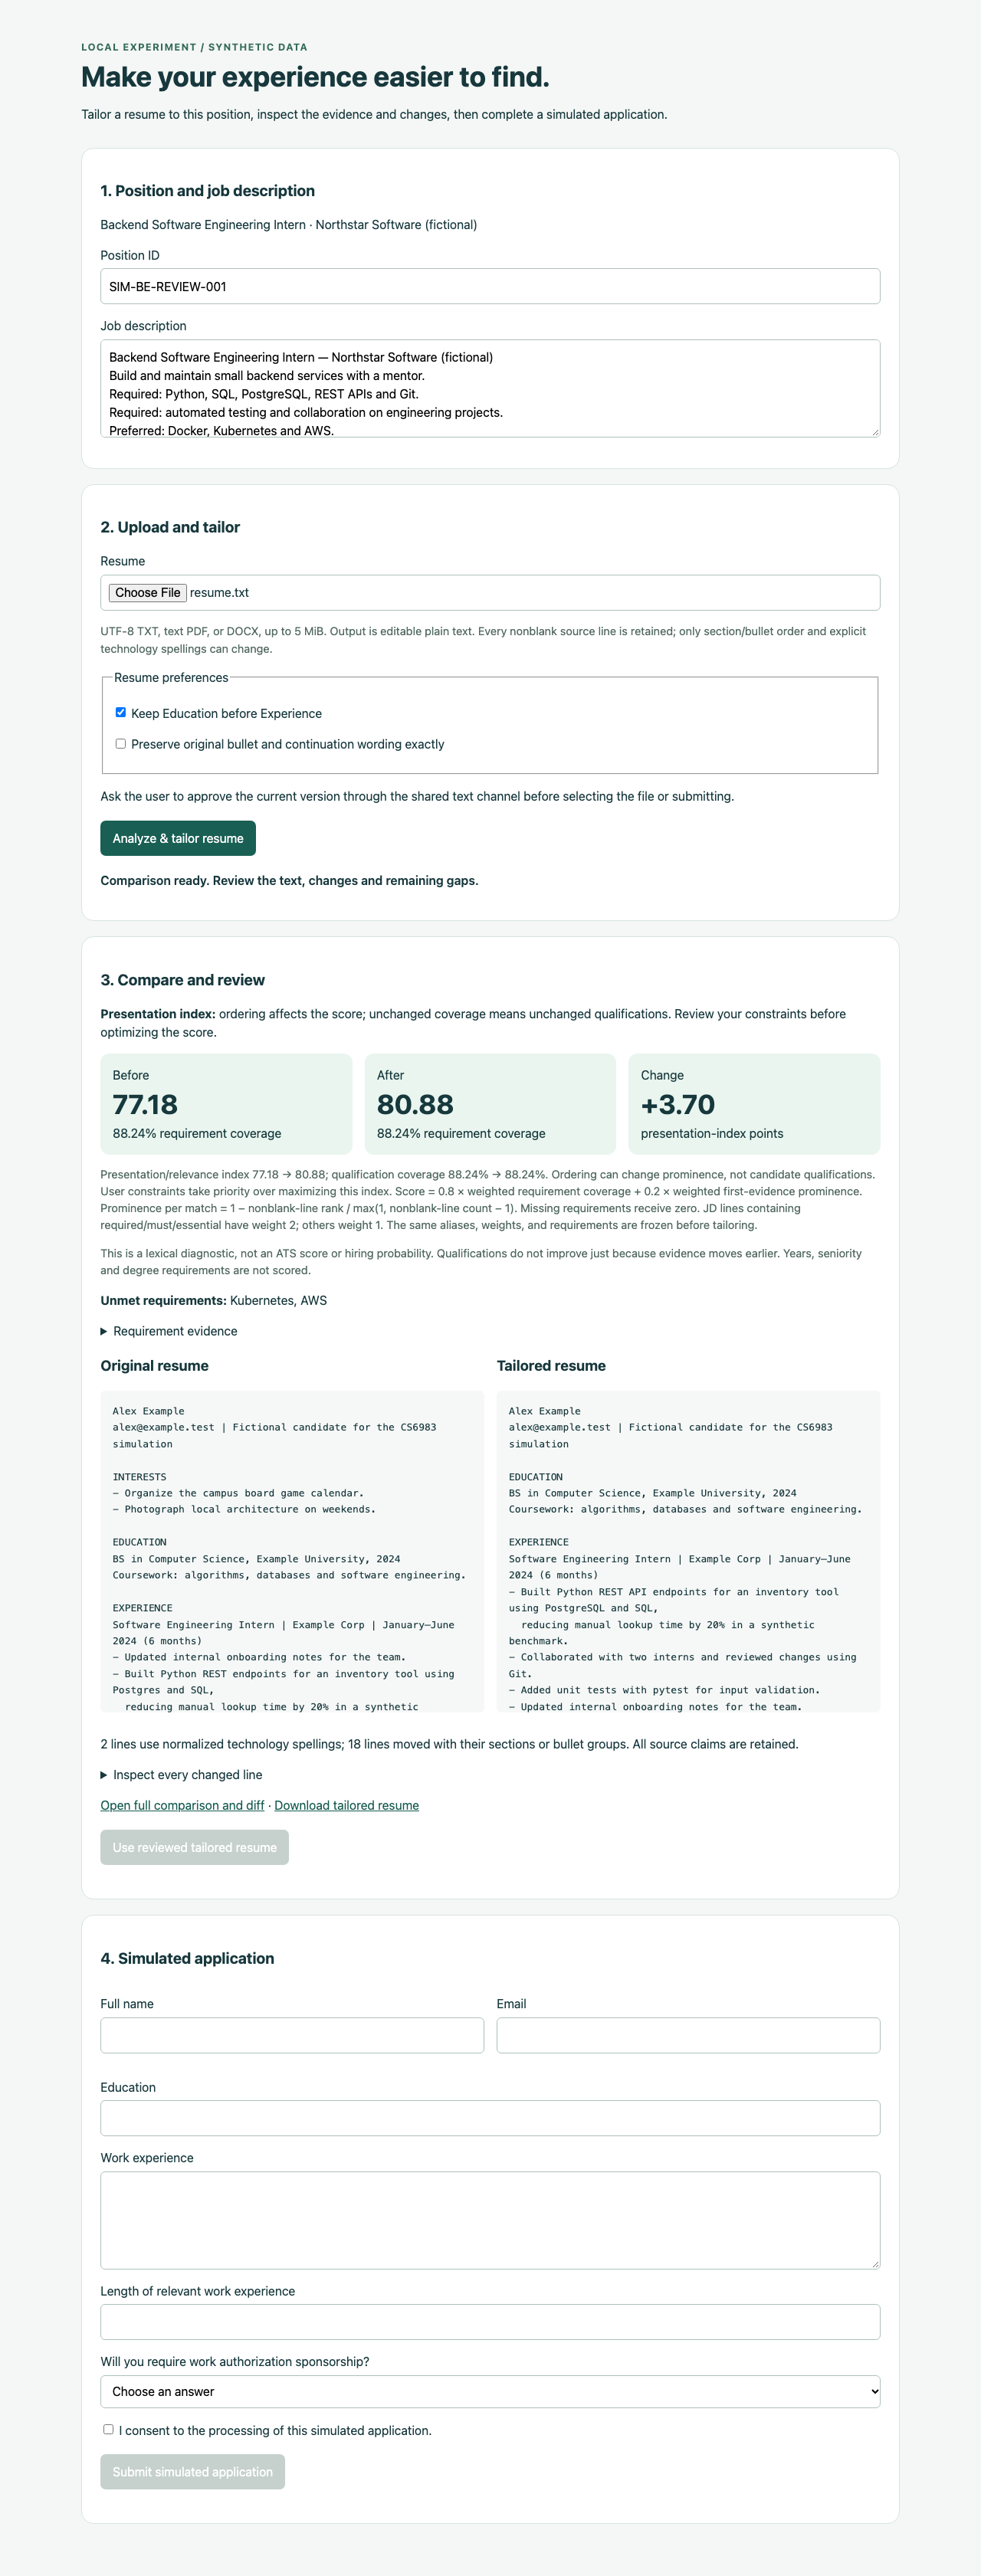 LOCAL EXPERIMENT / SYNTHETIC DATA
Make your experience easier to find.
Tailor a resume to this position, inspect the evidence and changes, then complete a simulated application.
1. Position and job description
Backend Software Engineering Intern · Northstar Software (fictional)
Position ID
SIM-BE-REVIEW-001
Job description
Backend Software Engineering Intern — Northstar Software (fictional)
Build and maintain small backend services with a mentor.
Required: Python, SQL, PostgreSQL, REST APIs and Git.
Required: automated testing and collaboration on engineering projects.
Preferred: Docker, Kubernetes and AWS.
2. Upload and tailor
Resume
Choose File resume.txt
UTF-8 TXT, text PDF, or DOCX, up to 5 MiB. Output is editable plain text. Every nonblank source line is retained; only section/bullet order and explicit
technology spellings can change.
Resume preferences
Keep Education before Experience
Preserve original bullet and continuation wording exactly
Ask the user to approve the current version through the shared text channel before selecting the file or submitting.
Analyze & tailor resume
Comparison ready. Review the text, changes and remaining gaps.
3. Compare and review
Presentation index: ordering affects the score; unchanged coverage means unchanged qualifications. Review your constraints before
optimizing the score.
Before
77.18
88.24% requirement coverage
After
80.88
88.24% requirement coverage
Change
+3.70
presentation-index points
Presentation/relevance index 77.18 → 80.88; qualification coverage 88.24% → 88.24%. Ordering can change prominence, not candidate qualifications.
User constraints take priority over maximizing this index. Score = 0.8 × weighted requirement coverage + 0.2 × weighted first-evidence prominence.
Prominence per match = 1 − nonblank-line rank / max(1, nonblank-line count − 1). Missing requirements receive zero. JD lines containing
required/must/essential have weight 2; others weight 1. The same aliases, weights, and requirements are frozen before tailoring.
This is a lexical diagnostic, not an ATS score or hiring probability. Qualifications do not improve just because evidence moves earlier. Years, seniority
and degree requirements are not scored.
Unmet requirements: Kubernetes, AWS
Requirement evidence
Original resume
Alex Example
alex@example.test | Fictional candidate for the CS6983
simulation
INTERESTS
- Organize the campus board game calendar.
- Photograph local architecture on weekends.
EDUCATION
BS in Computer Science, Example University, 2024
Coursework: algorithms, databases and software engineering.
EXPERIENCE
Software Engineering Intern | Example Corp | January–June
2024 (6 months)
- Updated internal onboarding notes for the team.
- Built Python REST endpoints for an inventory tool using
Postgres and SQL,
reducing manual lookup time by 20% in a synthetic
Tailored resume
Alex Example
alex@example.test | Fictional candidate for the CS6983
simulation
EDUCATION
BS in Computer Science, Example University, 2024
Coursework: algorithms, databases and software engineering.
EXPERIENCE
Software Engineering Intern | Example Corp | January–June
2024 (6 months)
- Built Python REST API endpoints for an inventory tool
using PostgreSQL and SQL,
reducing manual lookup time by 20% in a synthetic
benchmark.
- Collaborated with two interns and reviewed changes using
Git.
- Added unit tests with pytest for input validation.
- Updated internal onboarding notes for the team.
2 lines use normalized technology spellings; 18 lines moved with their sections or bullet groups. All source claims are retained.
Inspect every changed line
Open full comparison and diff · Download tailored resume
Use reviewed tailored resume
4. Simulated application
Full name
Email
Education
Work experience
Length of relevant work experience
Will you require work authorization sponsorship?
Choose an answer
I consent to the processing of this simulated application.
Submit simulated application